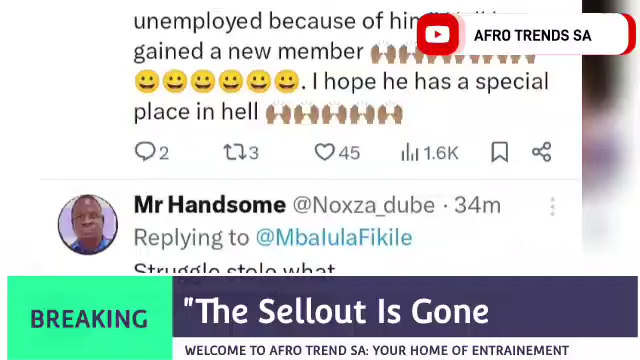 unemployed because of him
gained a new member 🙌🏽🙌🏽🙌🏽🙌🏽🙌🏽🙌🏽
😀😀😀😀😀😀. I hope he has a special
place in hell 🙌🏽🙌🏽🙌🏽🙌🏽🙌🏽
AFRO TRENDS SA
2 3 45 1.6K
Mr Handsome @Noxza_dube · 34m
Replying to @MbalulaFikile
Struggle stole what
BREAKING
"The Sellout Is Gone
WELCOME TO AFRO TREND SA: YOUR HOME OF ENTRAINEMENT